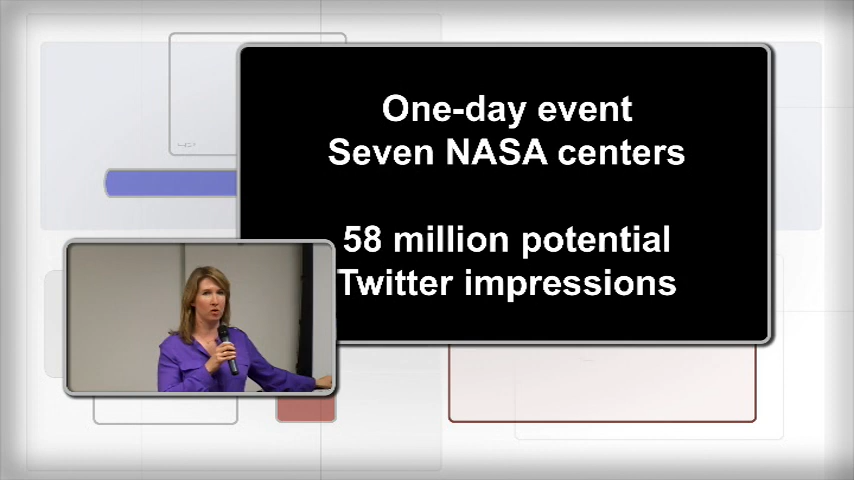 One-day event
Seven NASA centers
58 million potential
Twitter impressions